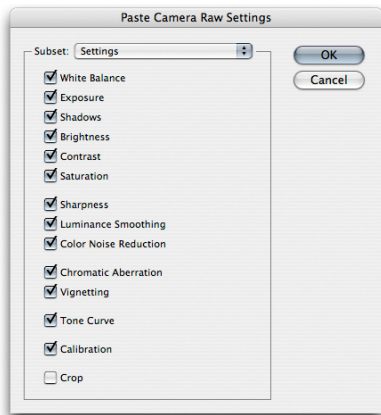 Paste Camera Raw Settings
Subset: Settings
OK
Cancel
White Balance
Exposure
Shadows
Brightness
Contrast
Saturation
Sharpness
Luminance Smoothing
Color Noise Reduction
Chromatic Aberration
Vignetting
Tone Curve
Calibration
Crop